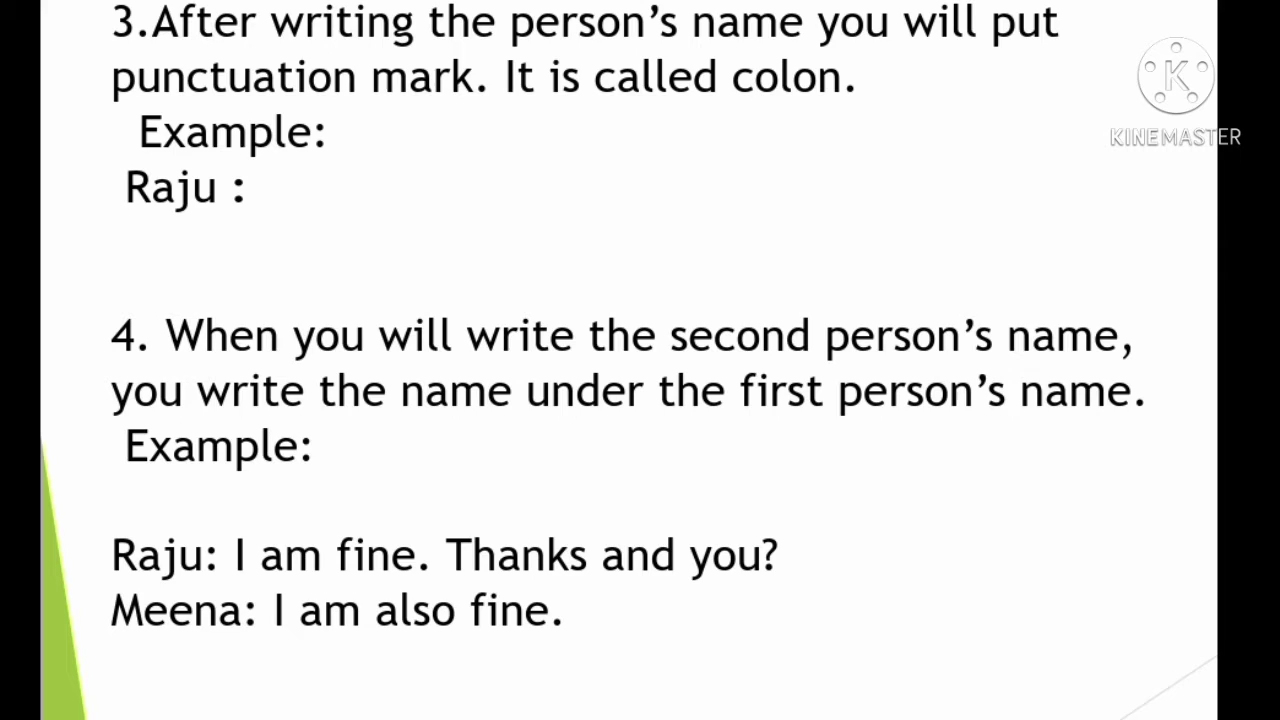 3.After writing the person's name you will put
punctuation mark. It is called colon.
Example:
Raju :
4. When you will write the second person's name,
you write the name under the first person's name.
Example:
Raju: I am fine. Thanks and you?
Meena: I am also fine.
K
KINEMASTER